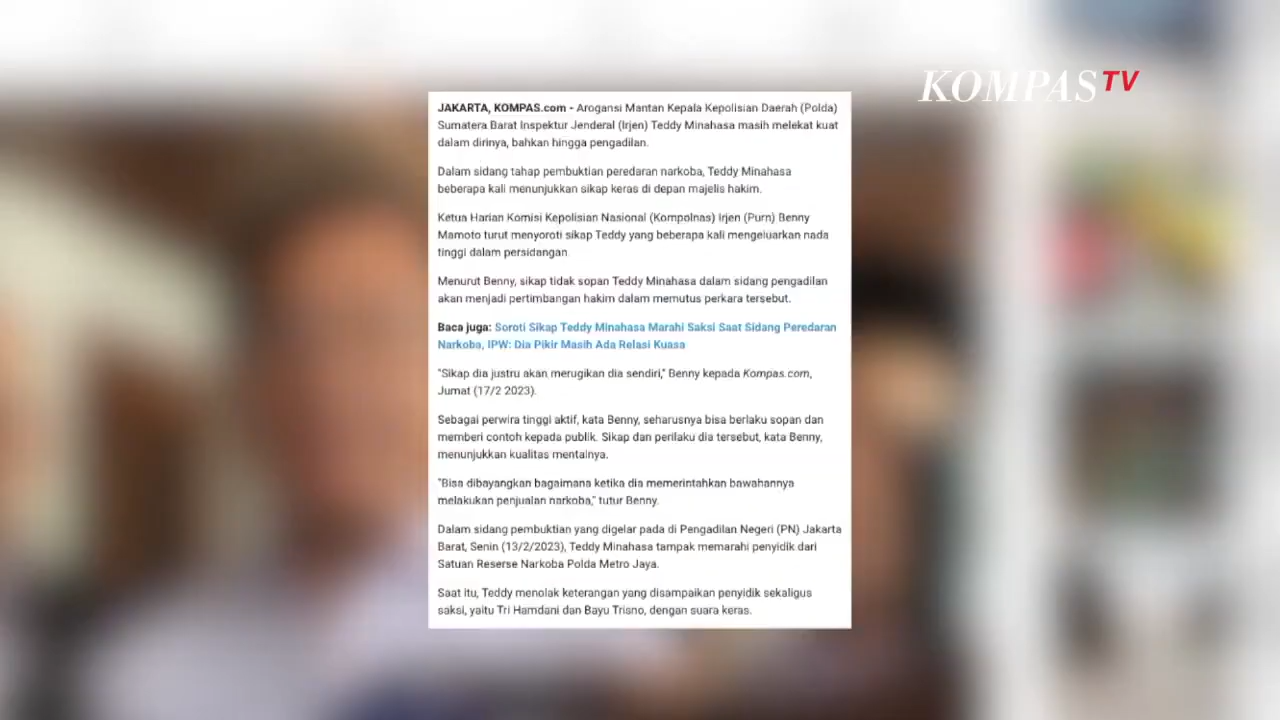 KOMPAS TV
JAKARTA, KOMPAS.com - Arogansi Mantan Kepala Kepolisian Daerah (Polda)
Sumatera Barat Inspektur Jenderal (Irjen) Teddy Minahasa masih melekat kuat
dalam dirinya, bahkan hingga pengadilan.
Dalam sidang tahap pembuktian peredaran narkoba, Teddy Minahasa
beberapa kali menunjukkan sikap keras di depan majelis hakim.
Ketua Harian Komisi Kepolisian Nasional (Kompolnas) Irjen (Purn) Benny
Mamoto turut menyoroti sikap Teddy yang beberapa kali mengeluarkan nada
tinggi dalam persidangan.
Menurut Benny, sikap tidak sopan Teddy Minahasa dalam sidang pengadilan
akan menjadi pertimbangan hakim dalam memutus perkara tersebut.
Baca juga: Soroti Sikap Teddy Minahasa Marahi Saksi Saat Sidang Peredaran
Narkoba, IPW: Dia Pikir Masih Ada Relasi Kuasa
"Sikap dia justru akan merugikan dia sendiri," Benny kepada Kompas.com,
Jumat (17/2 2023).
Sebagai perwira tinggi aktif, kata Benny, seharusnya bisa berlaku sopan dan
memberi contoh kepada publik. Sikap dan perilaku dia tersebut, kata Benny,
menunjukkan kualitas mentalnya.
"Bisa dibayangkan bagaimana ketika dia memerintahkan bawahannya
melakukan penjualan narkoba," tutur Benny.
Dalam sidang pembuktian yang digelar pada di Pengadilan Negeri (PN) Jakarta
Barat, Senin (13/2/2023), Teddy Minahasa tampak memarahi penyidik dari
Satuan Reserse Narkoba Polda Metro Jaya.
Saat itu, Teddy menolak keterangan yang disampaikan penyidik sekaligus
saksi, yaitu Tri Hamdani dan Bayu Trisno, dengan suara keras.